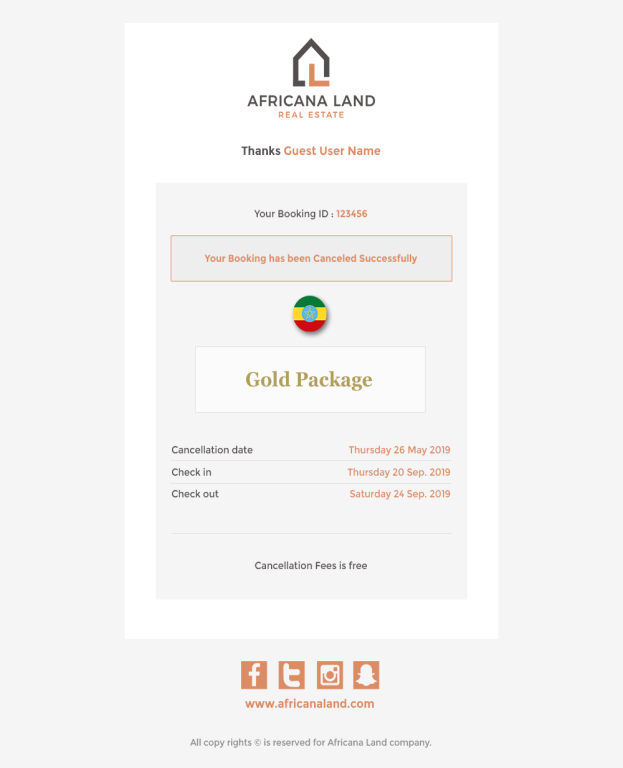 AFRICANA LAND
REAL ESTATE
Thanks Guest User Name
Your Booking ID : 123456
Your Booking has been Canceled Successfully
Gold Package
Cancellation date Thursday 26 May 2019
Check in Thursday 20 Sep. 2019
Check out Saturday 24 Sep. 2019
Cancellation Fees is free
www.africanaland.com
All copy rights © is reserved for Africana Land company.